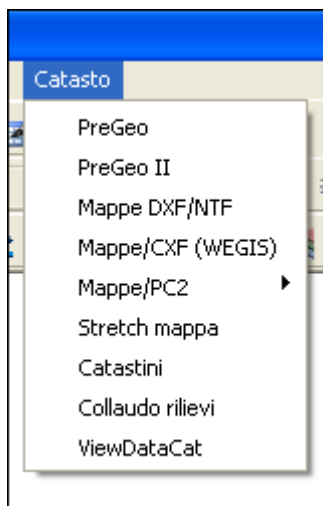 Catasto
PreGeo
PreGeo II
Mappe DXF/NTF
Mappe/CXF (WEGIS)
Mappe/PC2
Stretch mappa
Catastini
Collaudo rilievi
ViewDataCat